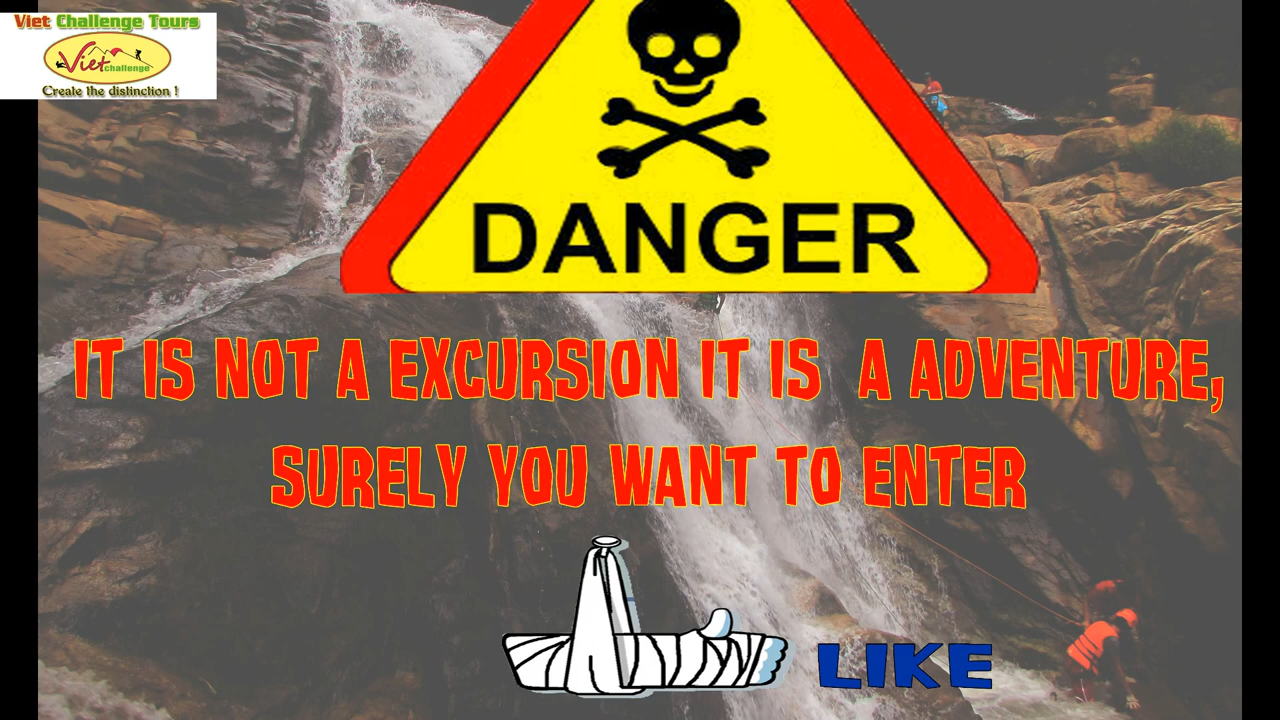 Viet Challenge Tours
Viet challenge
Create the distinction !
DANGER
IT IS NOT A EXCURSION IT IS A ADVENTURE,
SURELY YOU WANT TO ENTER
LIKE